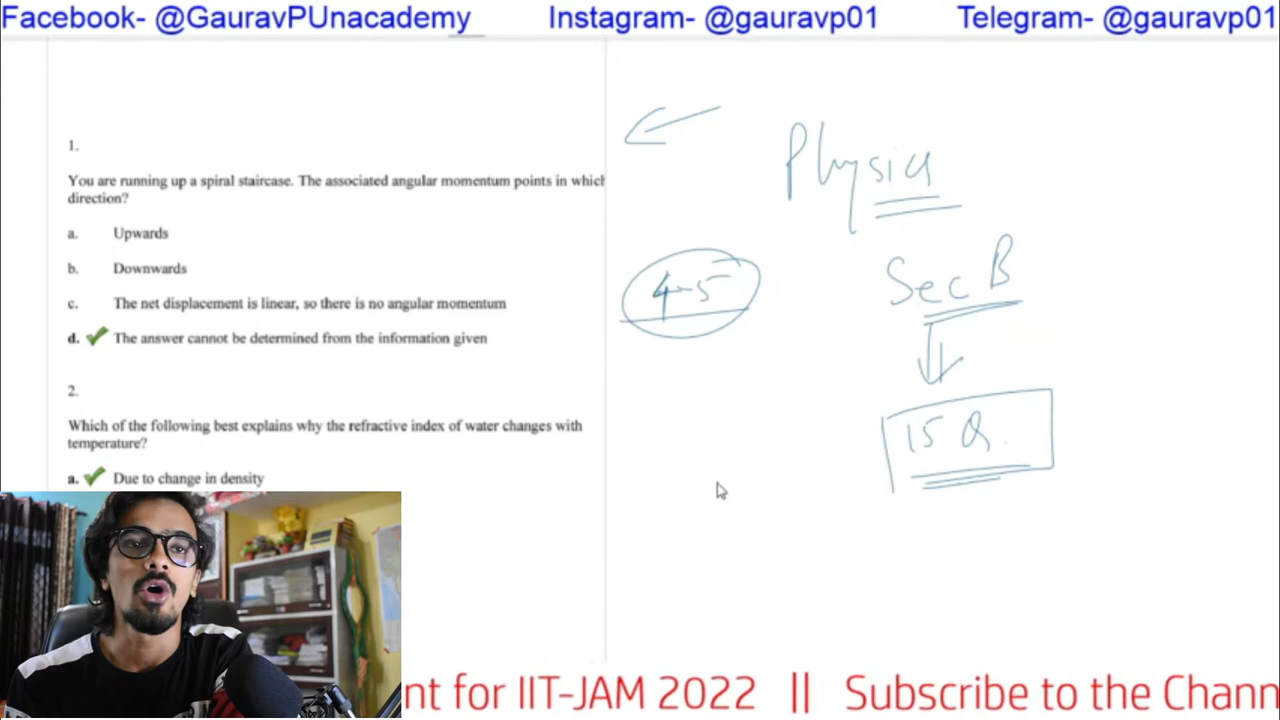 Facebook- @GauravPUnacademy Instagram- @gauravp01 Telegram- @gauravp01
1.
You are running up a spiral staircase. The associated angular momentum points in which
direction?
a. Upwards
b. Downwards
c. The net displacement is linear, so there is no angular momentum
d. The answer cannot be determined from the information given
2.
Which of the following best explains why the refractive index of water changes with
temperature?
a. Due to change in density
Physics
4-5
Sec B
15 Q.
nt for IIT-JAM 2022 || Subscribe to the Chann